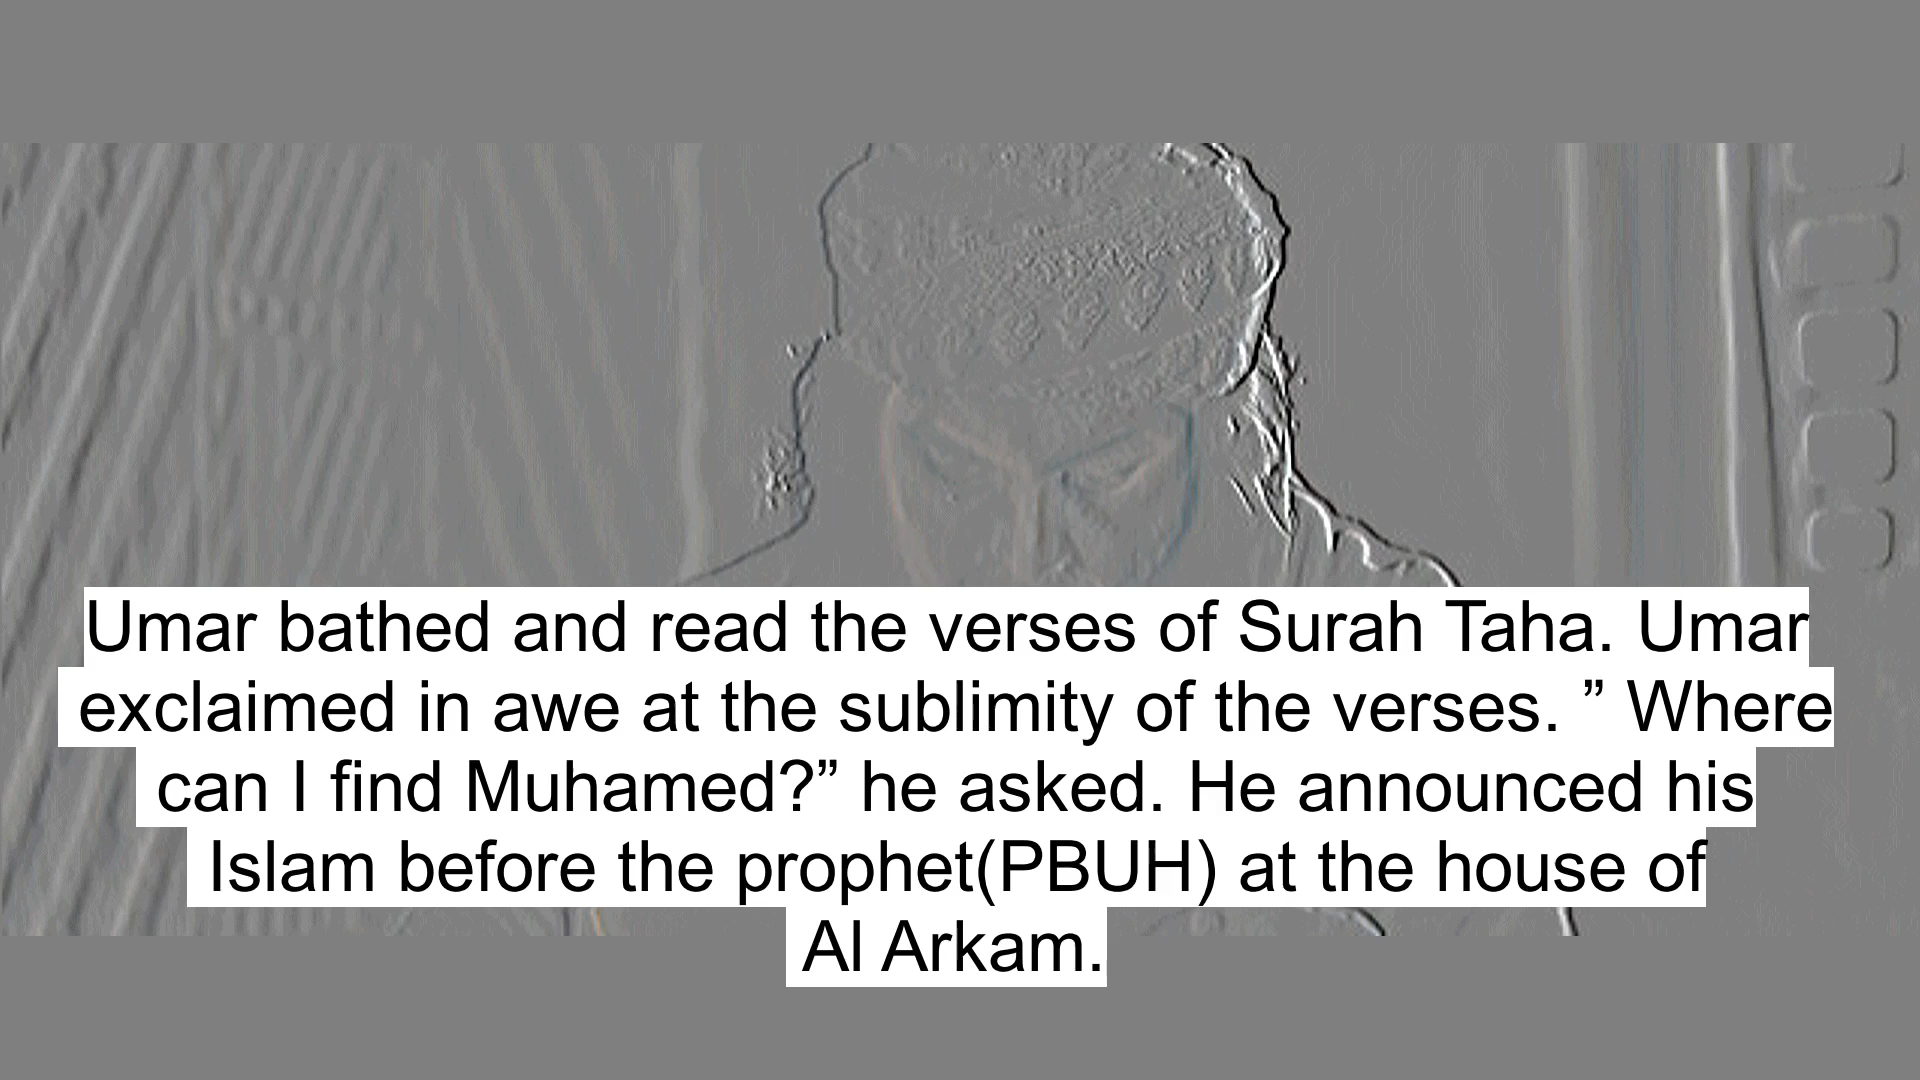 Umar bathed and read the verses of Surah Taha. Umar
exclaimed in awe at the sublimity of the verses. ” Where
can I find Muhamed?” he asked. He announced his
Islam before the prophet(PBUH) at the house of
Al Arkam.